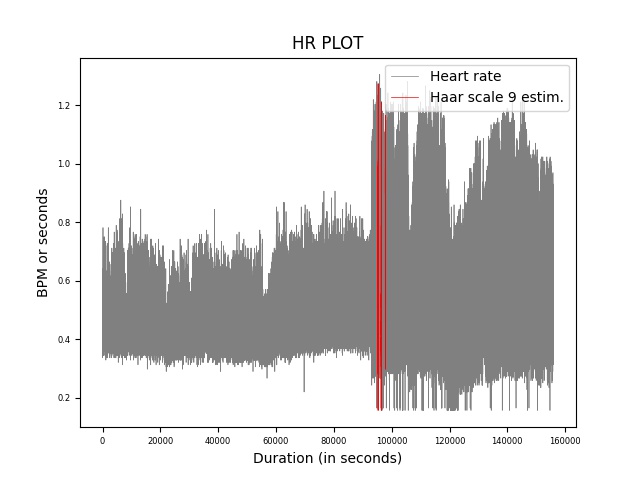 HR PLOT
Heart rate
Haar scale 9 estim.
BPM or seconds
1.2
1.0
0.8
0.6
0.4
0.2
0 20000 40000 60000 80000 100000 120000 140000 160000
Duration (in seconds)